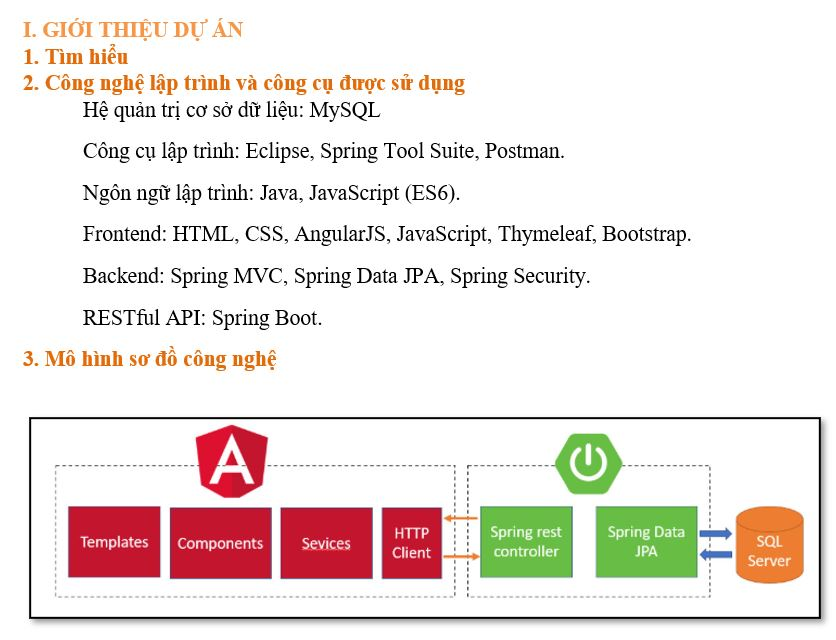 I. GIỚI THIỆU DỰ ÁN
1. Tìm hiểu
2. Công nghệ lập trình và công cụ được sử dụng
Hệ quản trị cơ sở dữ liệu: MySQL
Công cụ lập trình: Eclipse, Spring Tool Suite, Postman.
Ngôn ngữ lập trình: Java, JavaScript (ES6).
Frontend: HTML, CSS, AngularJS, JavaScript, Thymeleaf, Bootstrap.
Backend: Spring MVC, Spring Data JPA, Spring Security.
RESTful API: Spring Boot.
3. Mô hình sơ đồ công nghệ
A
Templates
Components
Sevices
HTTP
Client
Spring rest
controller
Spring Data
JPA
SQL
Server